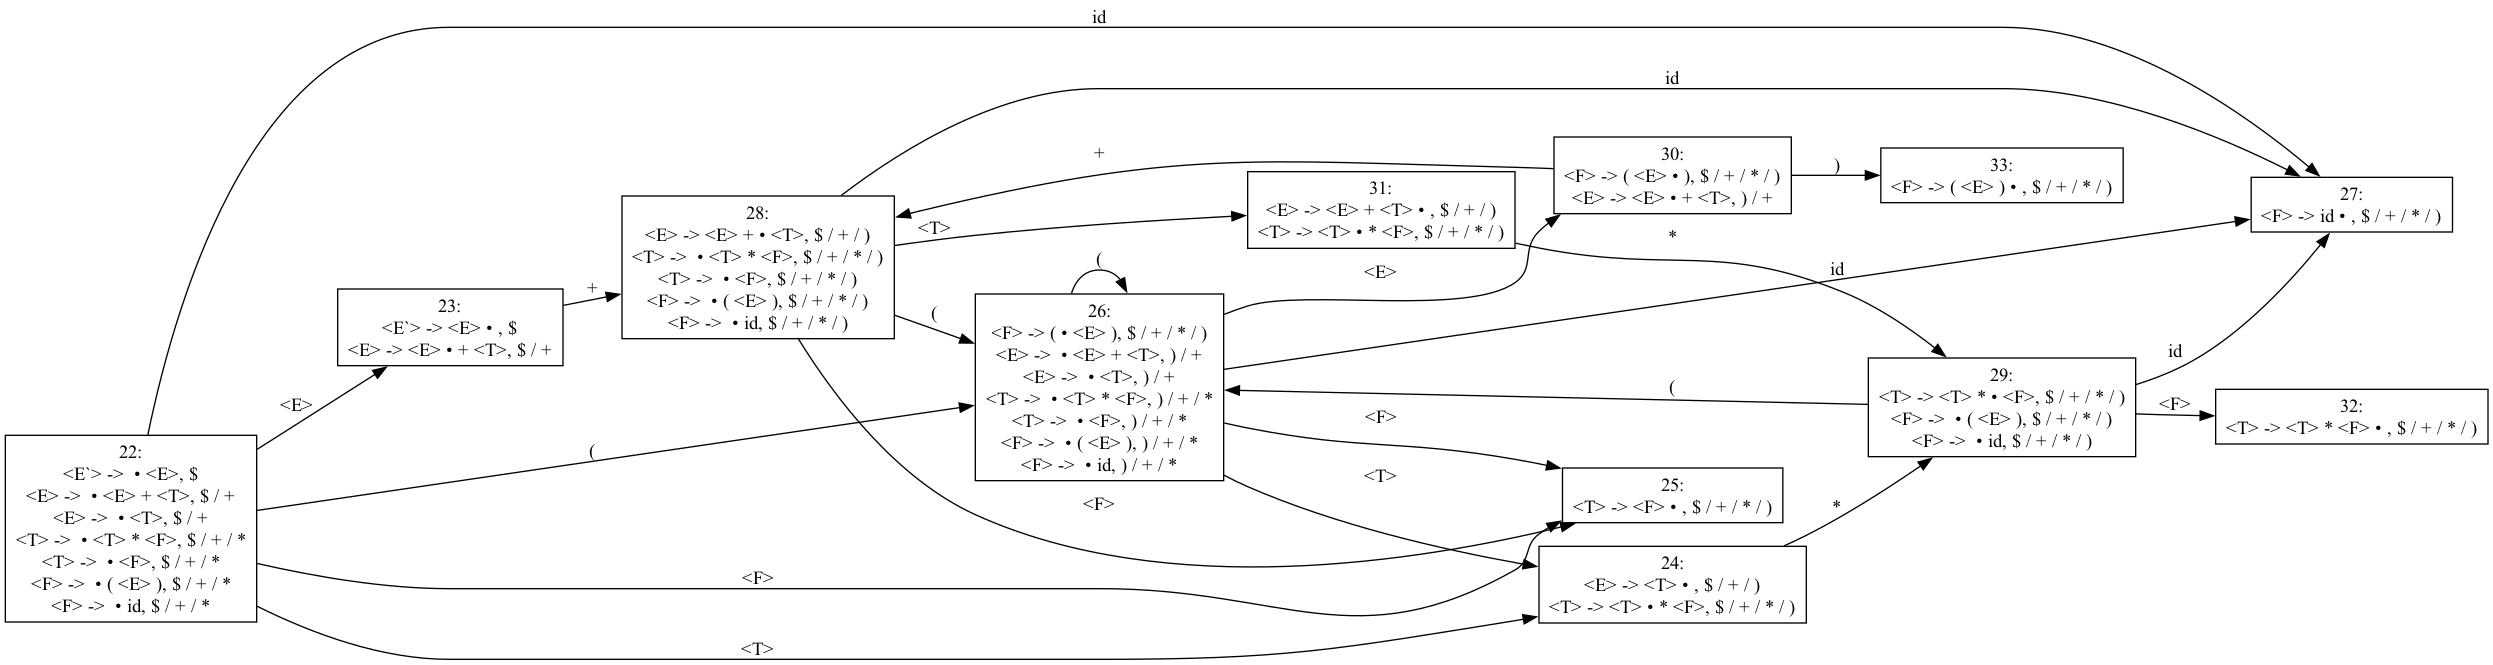 id
id
30:
<F> -> ( <E> • ), $ / + / * / )
<E> -> <E> • + <T>, ) / +
)
33:
<F> -> ( <E> ) • , $ / + / * / )
+
31:
<E> -> <E> + <T> • , $ / + / )
<T> -> <T> • * <F>, $ / + / * / )
27:
<F> -> id • , $ / + / * / )
28:
<E> -> <E> + • <T>, $ / + / )
<T> ->  • <T> * <F>, $ / + / * / )
<T> ->  • <F>, $ / + / * / )
<F> ->  • ( <E> ), $ / + / * / )
<F> ->  • id, $ / + / * / )
<T>
*
(
<E>
id
+
23:
<E`> -> <E> • , $
<E> -> <E> • + <T>, $ / +
(
26:
<F> -> ( • <E> ), $ / + / * / )
<E> ->  • <E> + <T>, ) / +
<E> ->  • <T>, ) / +
<T> ->  • <T> * <F>, ) / + / *
<T> ->  • <F>, ) / + / *
<F> ->  • ( <E> ), ) / + / *
<F> ->  • id, ) / + / *
id
(
29:
<T> -> <T> * • <F>, $ / + / * / )
<F> ->  • ( <E> ), $ / + / * / )
<F> ->  • id, $ / + / * / )
<F>
32:
<T> -> <T> * <F> • , $ / + / * / )
<E>
<F>
(
<T>
<F>
25:
<T> -> <F> • , $ / + / * / )
*
22:
<E`> ->  • <E>, $
<E> ->  • <E> + <T>, $ / +
<E> ->  • <T>, $ / +
<T> ->  • <T> * <F>, $ / + / *
<T> ->  • <F>, $ / + / *
<F> ->  • ( <E> ), $ / + / *
<F> ->  • id, $ / + / *
<F>
24:
<E> -> <T> • , $ / + / )
<T> -> <T> • * <F>, $ / + / * / )
<T>